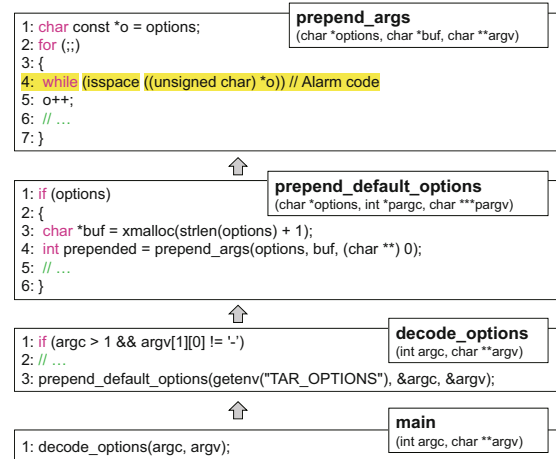 prepend_args
(char *options, char *buf, char **argv)
1: char const *o = options;
2: for (;;)
3: {
4: while (isspace ((unsigned char) *o)) // Alarm code
5: o++;
6: // …
7: }
prepend_default_options
(char *options, int *pargc, char ***pargv)
1: if (options)
2: {
3: char *buf = xmalloc(strlen(options) + 1);
4: int prepended = prepend_args(options, buf, (char **) 0);
5: // …
6: }
decode_options
(int argc, char **argv)
1: if (argc > 1 && argv[1][0] != '-')
2: // …
3: prepend_default_options(getenv("TAR_OPTIONS"), &argc, &argv);
main
(int argc, char **argv)
1: decode_options(argc, argv);